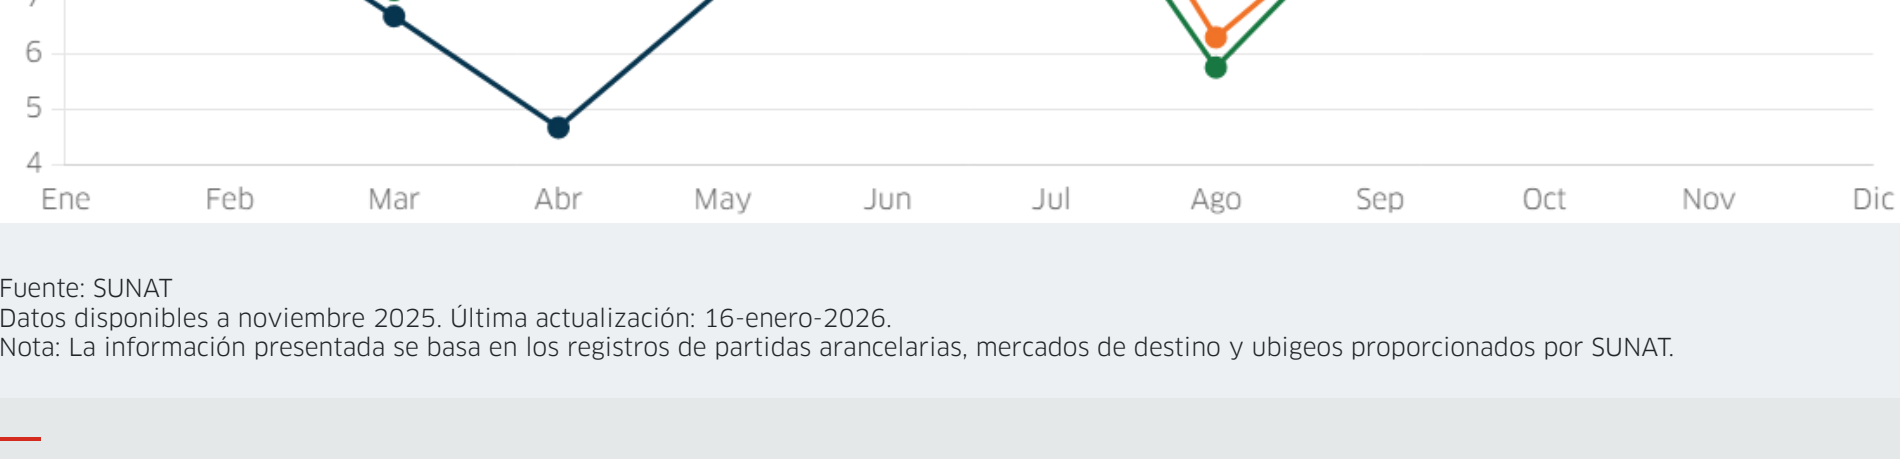 6
5
4
Ene Feb Mar Abr May Jun Jul Ago Sep Oct Nov Dic
Fuente: SUNAT
Datos disponibles a noviembre 2025. Última actualización: 16-enero-2026.
Nota: La información presentada se basa en los registros de partidas arancelarias, mercados de destino y ubigeos proporcionados por SUNAT.